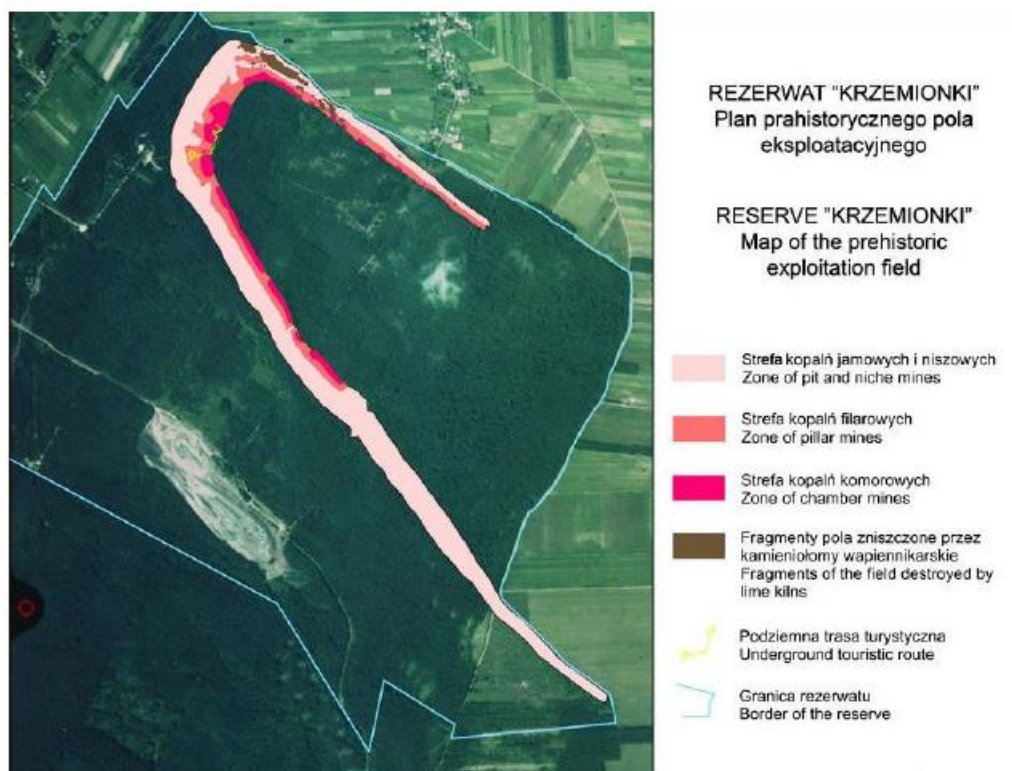 REZERWAT "KRZEMIONKI"
Plan prahistorycznego pola
eksploatacyjnego
RESERVE "KRZEMIONKI"
Map of the prehistoric
exploitation field
Strefa kopalń jamowych i niszowych
Zone of pit and niche mines
Strefa kopalń filarowych
Zone of pillar mines
Strefa kopalń komorowych
Zone of chamber mines
Fragmenty pola zniszczone przez
kamieniołomy wapiennikarskie
Fragments of the field destroyed by
lime kilns
Podziemna trasa turystyczna
Underground touristic route
Granica rezerwatu
Border of the reserve